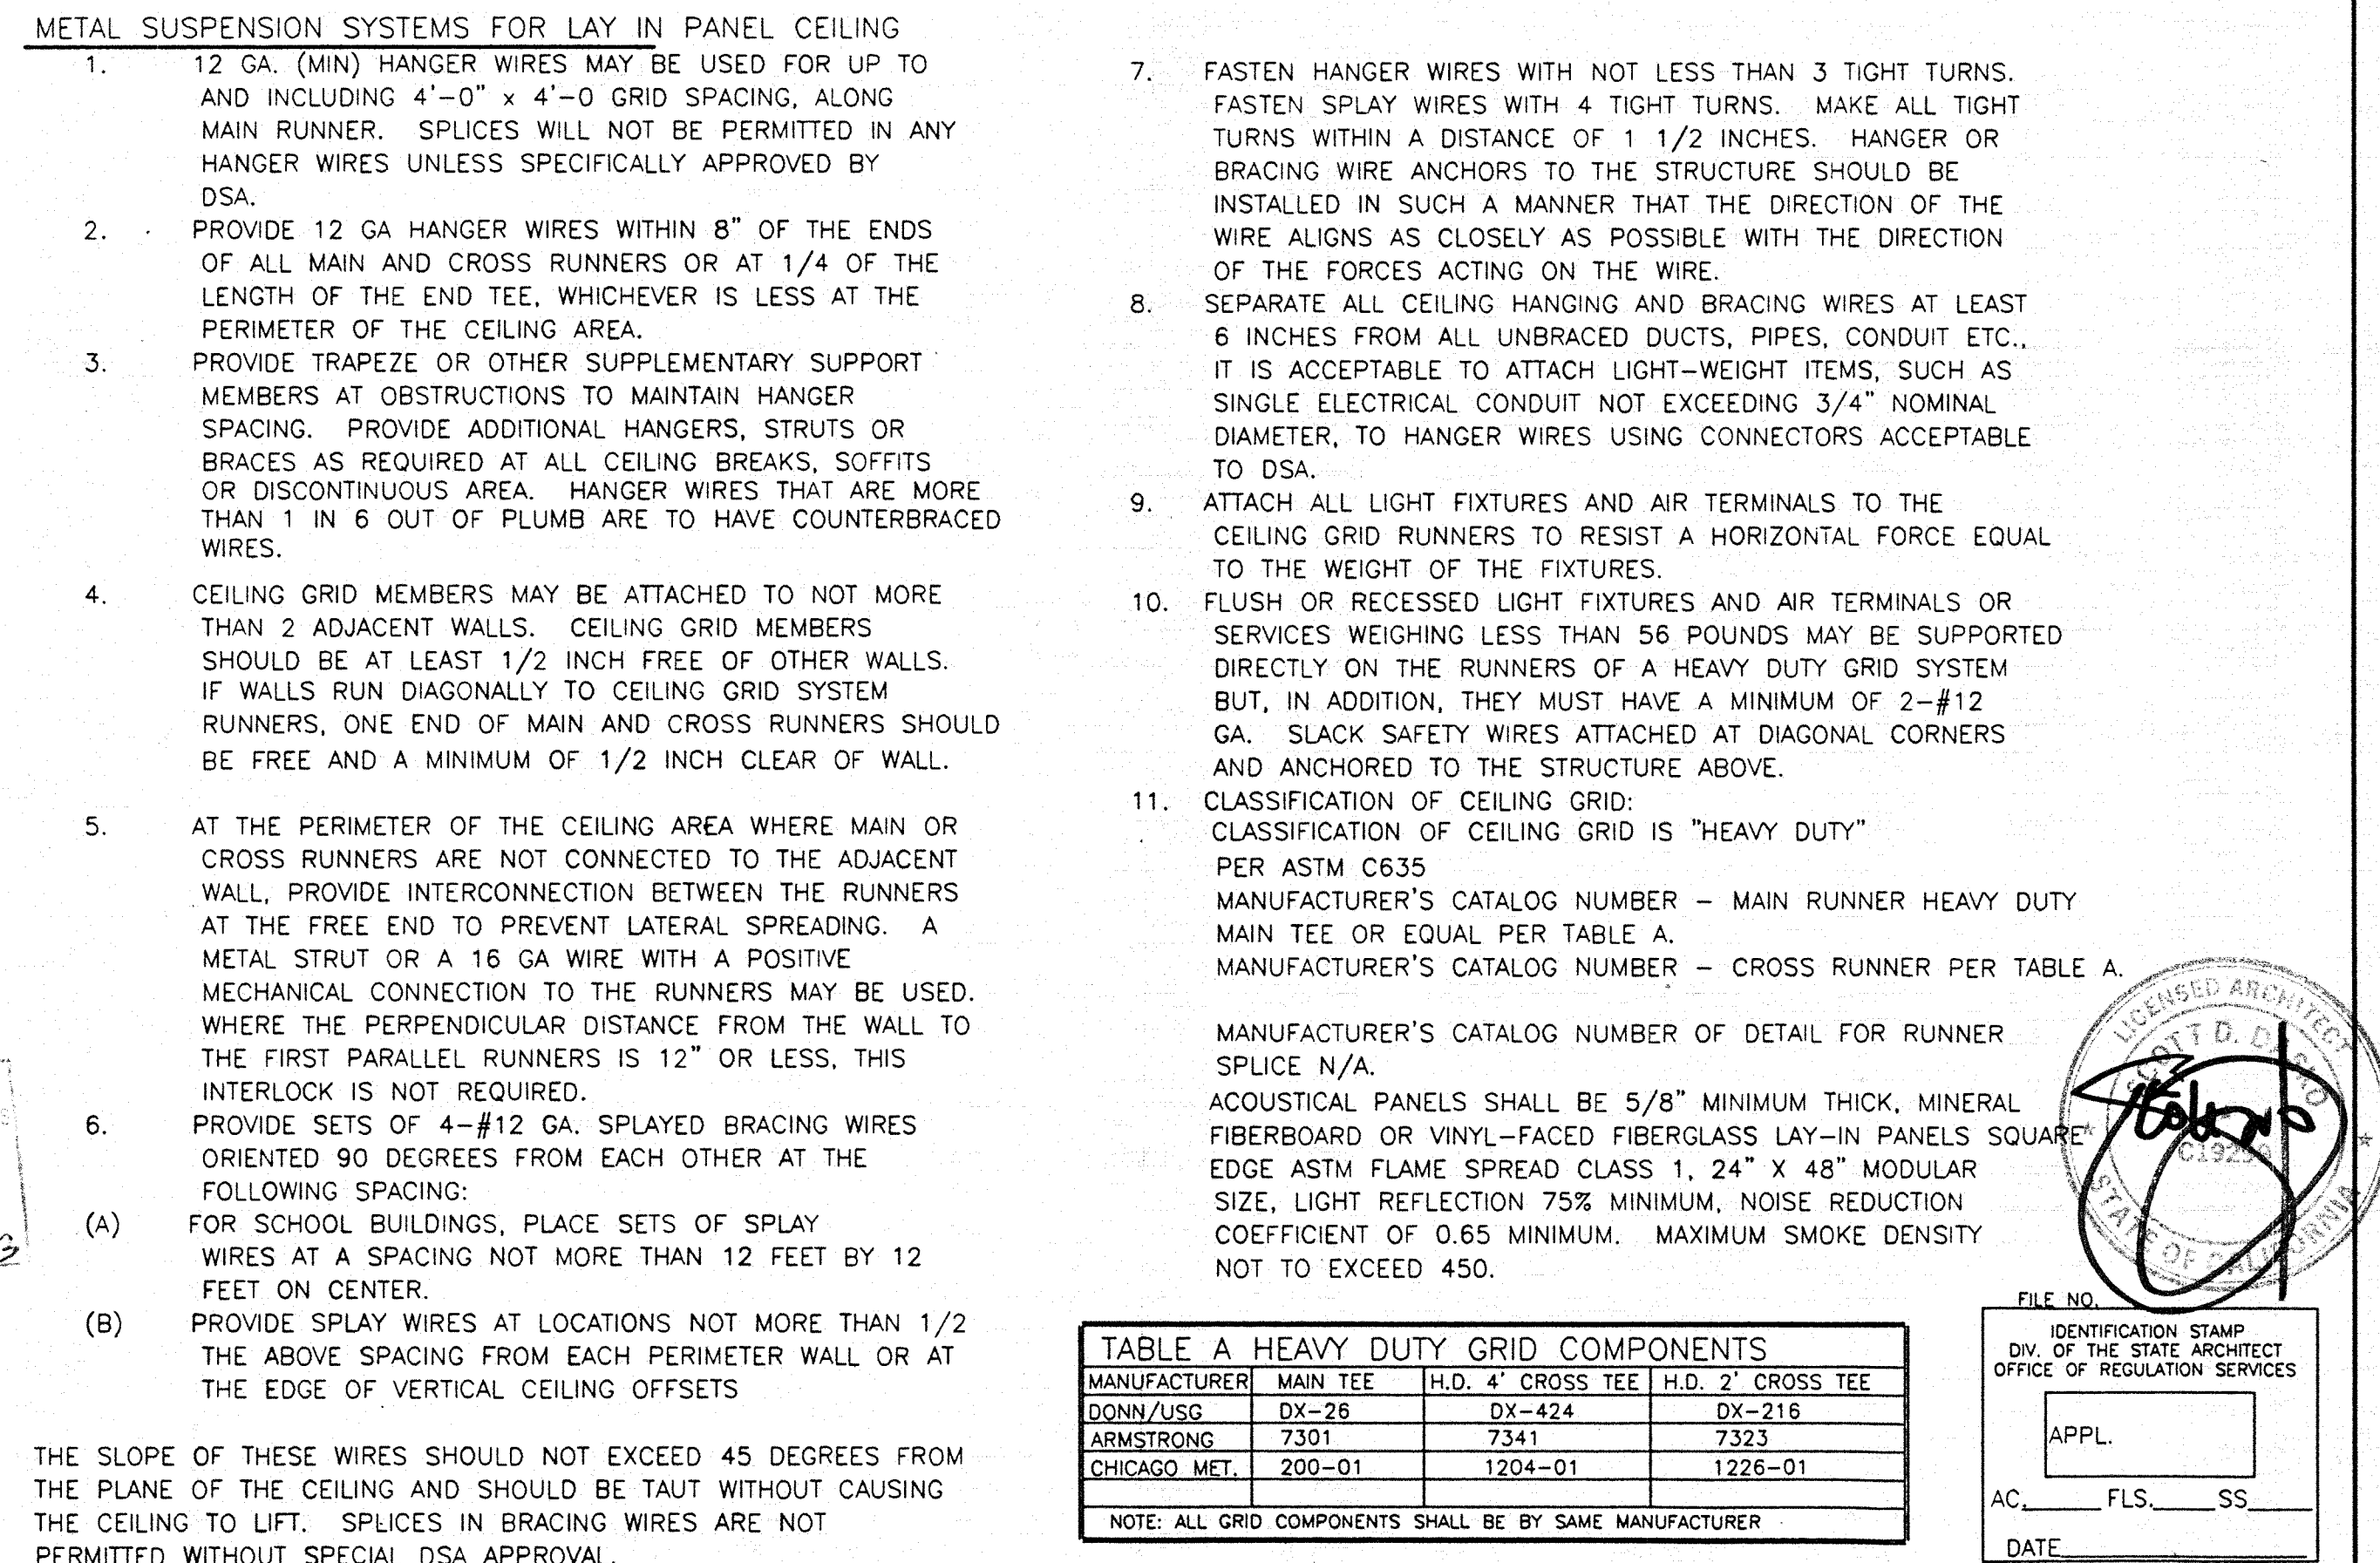 METAL SUSPENSION SYSTEMS FOR LAY IN PANEL CEILING
1. 12 GA. (MIN) HANGER WIRES MAY BE USED FOR UP TO
AND INCLUDING 4'-0" x 4'-0 GRID SPACING, ALONG
MAIN RUNNER. SPLICES WILL NOT BE PERMITTED IN ANY
HANGER WIRES UNLESS SPECIFICALLY APPROVED BY
DSA.
2. PROVIDE 12 GA HANGER WIRES WITHIN 8" OF THE ENDS
OF ALL MAIN AND CROSS RUNNERS OR AT 1/4 OF THE
LENGTH OF THE END TEE, WHICHEVER IS LESS AT THE
PERIMETER OF THE CEILING AREA.
3. PROVIDE TRAPEZE OR OTHER SUPPLEMENTARY SUPPORT
MEMBERS AT OBSTRUCTIONS TO MAINTAIN HANGER
SPACING. PROVIDE ADDITIONAL HANGERS, STRUTS OR
BRACES AS REQUIRED AT ALL CEILING BREAKS, SOFFITS
OR DISCONTINUOUS AREA. HANGER WIRES THAT ARE MORE
THAN 1 IN 6 OUT OF PLUMB ARE TO HAVE COUNTERBRACED
WIRES.
4. CEILING GRID MEMBERS MAY BE ATTACHED TO NOT MORE
THAN 2 ADJACENT WALLS. CEILING GRID MEMBERS
SHOULD BE AT LEAST 1/2 INCH FREE OF OTHER WALLS.
IF WALLS RUN DIAGONALLY TO CEILING GRID SYSTEM
RUNNERS, ONE END OF MAIN AND CROSS RUNNERS SHOULD
BE FREE AND A MINIMUM OF 1/2 INCH CLEAR OF WALL.
5. AT THE PERIMETER OF THE CEILING AREA WHERE MAIN OR
CROSS RUNNERS ARE NOT CONNECTED TO THE ADJACENT
WALL, PROVIDE INTERCONNECTION BETWEEN THE RUNNERS
AT THE FREE END TO PREVENT LATERAL SPREADING. A
METAL STRUT OR A 16 GA WIRE WITH A POSITIVE
MECHANICAL CONNECTION TO THE RUNNERS MAY BE USED.
WHERE THE PERPENDICULAR DISTANCE FROM THE WALL TO
THE FIRST PARALLEL RUNNERS IS 12" OR LESS, THIS
INTERLOCK IS NOT REQUIRED.
6. PROVIDE SETS OF 4-#12 GA. SPLAYED BRACING WIRES
ORIENTED 90 DEGREES FROM EACH OTHER AT THE
FOLLOWING SPACING:
(A) FOR SCHOOL BUILDINGS, PLACE SETS OF SPLAY
WIRES AT A SPACING NOT MORE THAN 12 FEET BY 12
FEET ON CENTER.
(B) PROVIDE SPLAY WIRES AT LOCATIONS NOT MORE THAN 1/2
THE ABOVE SPACING FROM EACH PERIMETER WALL OR AT
THE EDGE OF VERTICAL CEILING OFFSETS
THE SLOPE OF THESE WIRES SHOULD NOT EXCEED 45 DEGREES FROM
THE PLANE OF THE CEILING AND SHOULD BE TAUT WITHOUT CAUSING
THE CEILING TO LIFT. SPLICES IN BRACING WIRES ARE NOT
PERMITTED WITHOUT SPECIAL DSA APPROVAL.
7. FASTEN HANGER WIRES WITH NOT LESS THAN 3 TIGHT TURNS.
FASTEN SPLAY WIRES WITH 4 TIGHT TURNS. MAKE ALL TIGHT
TURNS WITHIN A DISTANCE OF 1 1/2 INCHES. HANGER OR
BRACING WIRE ANCHORS TO THE STRUCTURE SHOULD BE
INSTALLED IN SUCH A MANNER THAT THE DIRECTION OF THE
WIRE ALIGNS AS CLOSELY AS POSSIBLE WITH THE DIRECTION
OF THE FORCES ACTING ON THE WIRE.
8. SEPARATE ALL CEILING HANGING AND BRACING WIRES AT LEAST
6 INCHES FROM ALL UNBRACED DUCTS, PIPES, CONDUIT ETC.,
IT IS ACCEPTABLE TO ATTACH LIGHT-WEIGHT ITEMS, SUCH AS
SINGLE ELECTRICAL CONDUIT NOT EXCEEDING 3/4" NOMINAL
DIAMETER, TO HANGER WIRES USING CONNECTORS ACCEPTABLE
TO DSA.
9. ATTACH ALL LIGHT FIXTURES AND AIR TERMINALS TO THE
CEILING GRID RUNNERS TO RESIST A HORIZONTAL FORCE EQUAL
TO THE WEIGHT OF THE FIXTURES.
10. FLUSH OR RECESSED LIGHT FIXTURES AND AIR TERMINALS OR
SERVICES WEIGHING LESS THAN 56 POUNDS MAY BE SUPPORTED
DIRECTLY ON THE RUNNERS OF A HEAVY DUTY GRID SYSTEM
BUT, IN ADDITION, THEY MUST HAVE A MINIMUM OF 2-#12
GA. SLACK SAFETY WIRES ATTACHED AT DIAGONAL CORNERS
AND ANCHORED TO THE STRUCTURE ABOVE.
11. CLASSIFICATION OF CEILING GRID:
CLASSIFICATION OF CEILING GRID IS "HEAVY DUTY"
PER ASTM C635
MANUFACTURER'S CATALOG NUMBER - MAIN RUNNER HEAVY DUTY
MAIN TEE OR EQUAL PER TABLE A.
MANUFACTURER'S CATALOG NUMBER - CROSS RUNNER PER TABLE A.
MANUFACTURER'S CATALOG NUMBER OF DETAIL FOR RUNNER
SPLICE N/A.
ACOUSTICAL PANELS SHALL BE 5/8" MINIMUM THICK, MINERAL
FIBERBOARD OR VINYL-FACED FIBERGLASS LAY-IN PANELS SQUARE
EDGE ASTM FLAME SPREAD CLASS 1, 24" X 48" MODULAR
SIZE, LIGHT REFLECTION 75% MINIMUM, NOISE REDUCTION
COEFFICIENT OF 0.65 MINIMUM. MAXIMUM SMOKE DENSITY
NOT TO EXCEED 450.
TABLE A HEAVY DUTY GRID COMPONENTS
MANUFACTURER MAIN TEE H.D. 4' CROSS TEE H.D. 2' CROSS TEE
DONN/USG DX-26 DX-424 DX-216
ARMSTRONG 7301 7341 7323
CHICAGO MET. 200-01 1204-01 1226-01
NOTE: ALL GRID COMPONENTS SHALL BE BY SAME MANUFACTURER
LICENSED ARCHITECT
SCOTT D.
STATE OF CALIFORNIA
FILE NO.
IDENTIFICATION STAMP
DIV. OF THE STATE ARCHITECT
OFFICE OF REGULATION SERVICES
APPL.
AC. FLS. SS
DATE